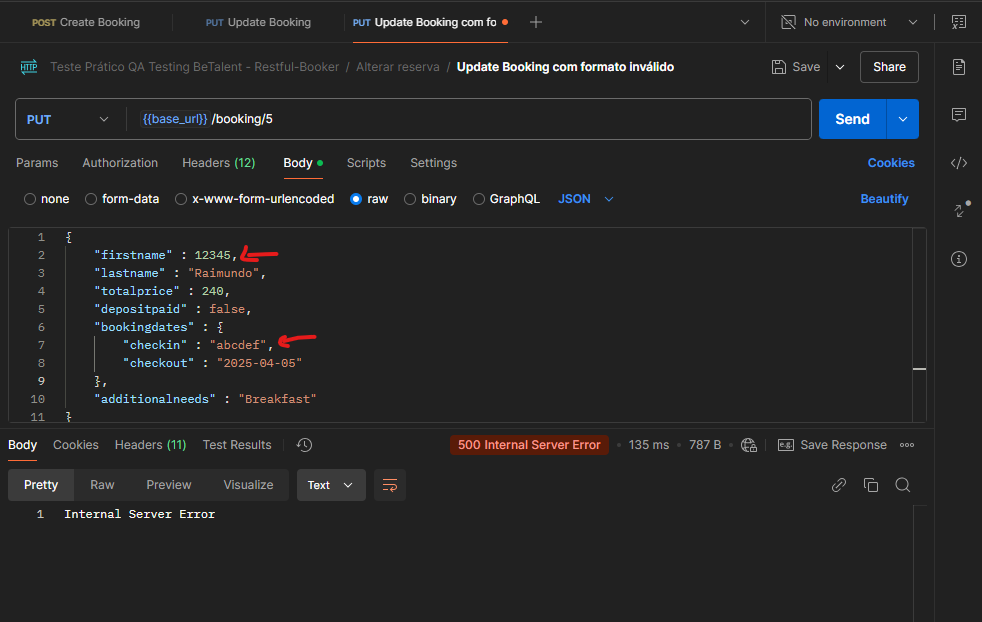 POST Create Booking PUT Update Booking PUT Update Booking com fo No environment
HTTP Teste Prático QA Testing BeTalent - Restful-Booker / Alterar reserva / Update Booking com formato inválido Save Share
PUT {{base_url}} /booking/5 Send
Params Authorization Headers (12) Body Scripts Settings Cookies
none form-data x-www-form-urlencoded raw binary GraphQL JSON Beautify
1 {
2 "firstname" : 12345,
3 "lastname" : "Raimundo",
4 "totalprice" : 240,
5 "depositpaid" : false,
6 "bookingdates" : {
7 "checkin" : "abcdef",
8 "checkout" : "2025-04-05"
9 },
10 "additionalneeds" : "Breakfast"
11 }
Body Cookies Headers (11) Test Results 500 Internal Server Error 135 ms 787 B e.g. Save Response
Pretty Raw Preview Visualize Text
1 Internal Server Error